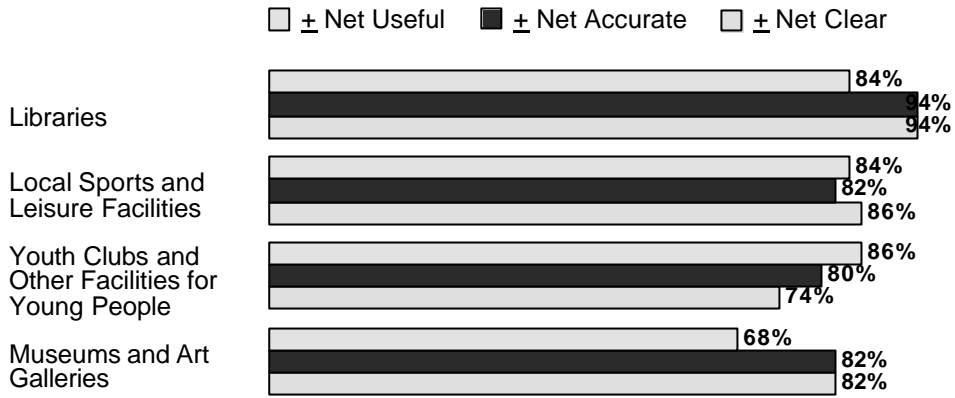 + Net Useful + Net Accurate + Net Clear
Libraries
84%
94%
94%
Local Sports and
Leisure Facilities
84%
82%
86%
Youth Clubs and
Other Facilities for
Young People
86%
80%
74%
Museums and Art
Galleries
68%
82%
82%